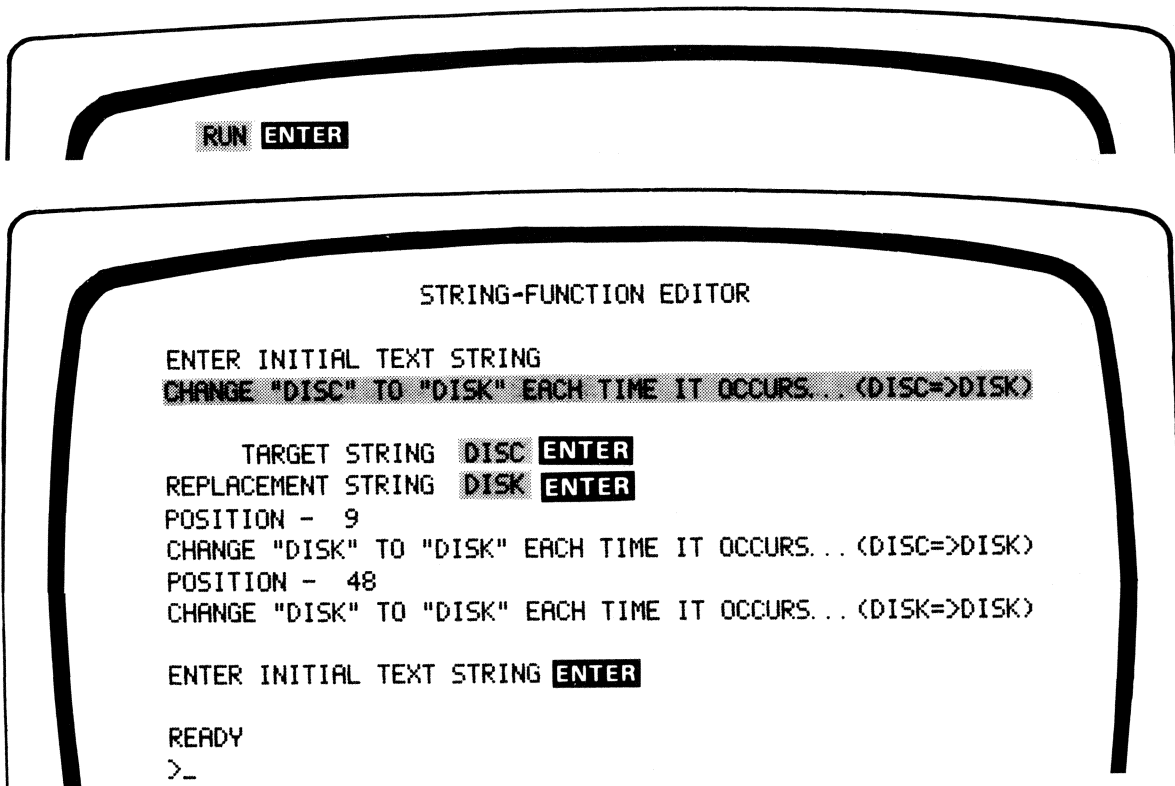 RUN ENTER
STRING-FUNCTION EDITOR
ENTER INITIAL TEXT STRING
CHANGE "DISC" TO "DISK" EACH TIME IT OCCURS...(DISC=>DISK)
TARGET STRING DISC ENTER
REPLACEMENT STRING DISK ENTER
POSITION - 9
CHANGE "DISK" TO "DISK" EACH TIME IT OCCURS...(DISC=>DISK)
POSITION - 48
CHANGE "DISK" TO "DISK" EACH TIME IT OCCURS...(DISK=>DISK)
ENTER INITIAL TEXT STRING ENTER
READY
>_